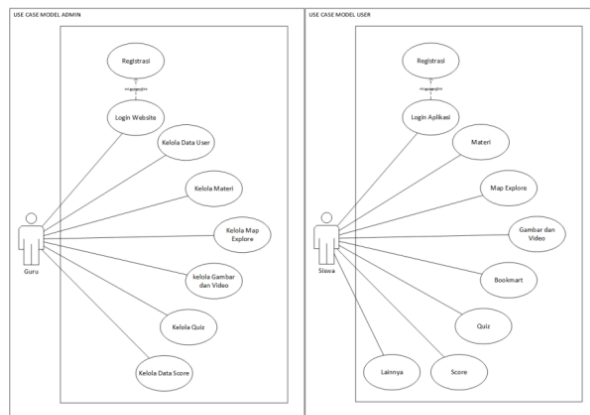 USE CASE MODEL ADMIN
Registrasi
Login Website
Kelola Data User
Kelola Materi
Kelola Map
Explore
kelola Gambar
dan Video
Kelola Quiz
Kelola Data Score
Guru
USE CASE MODEL USER
Registrasi
Login Aplikasi
Materi
Map Explore
Gambar dan
Video
Bookmart
Quiz
Score
Lainnya
Siswa